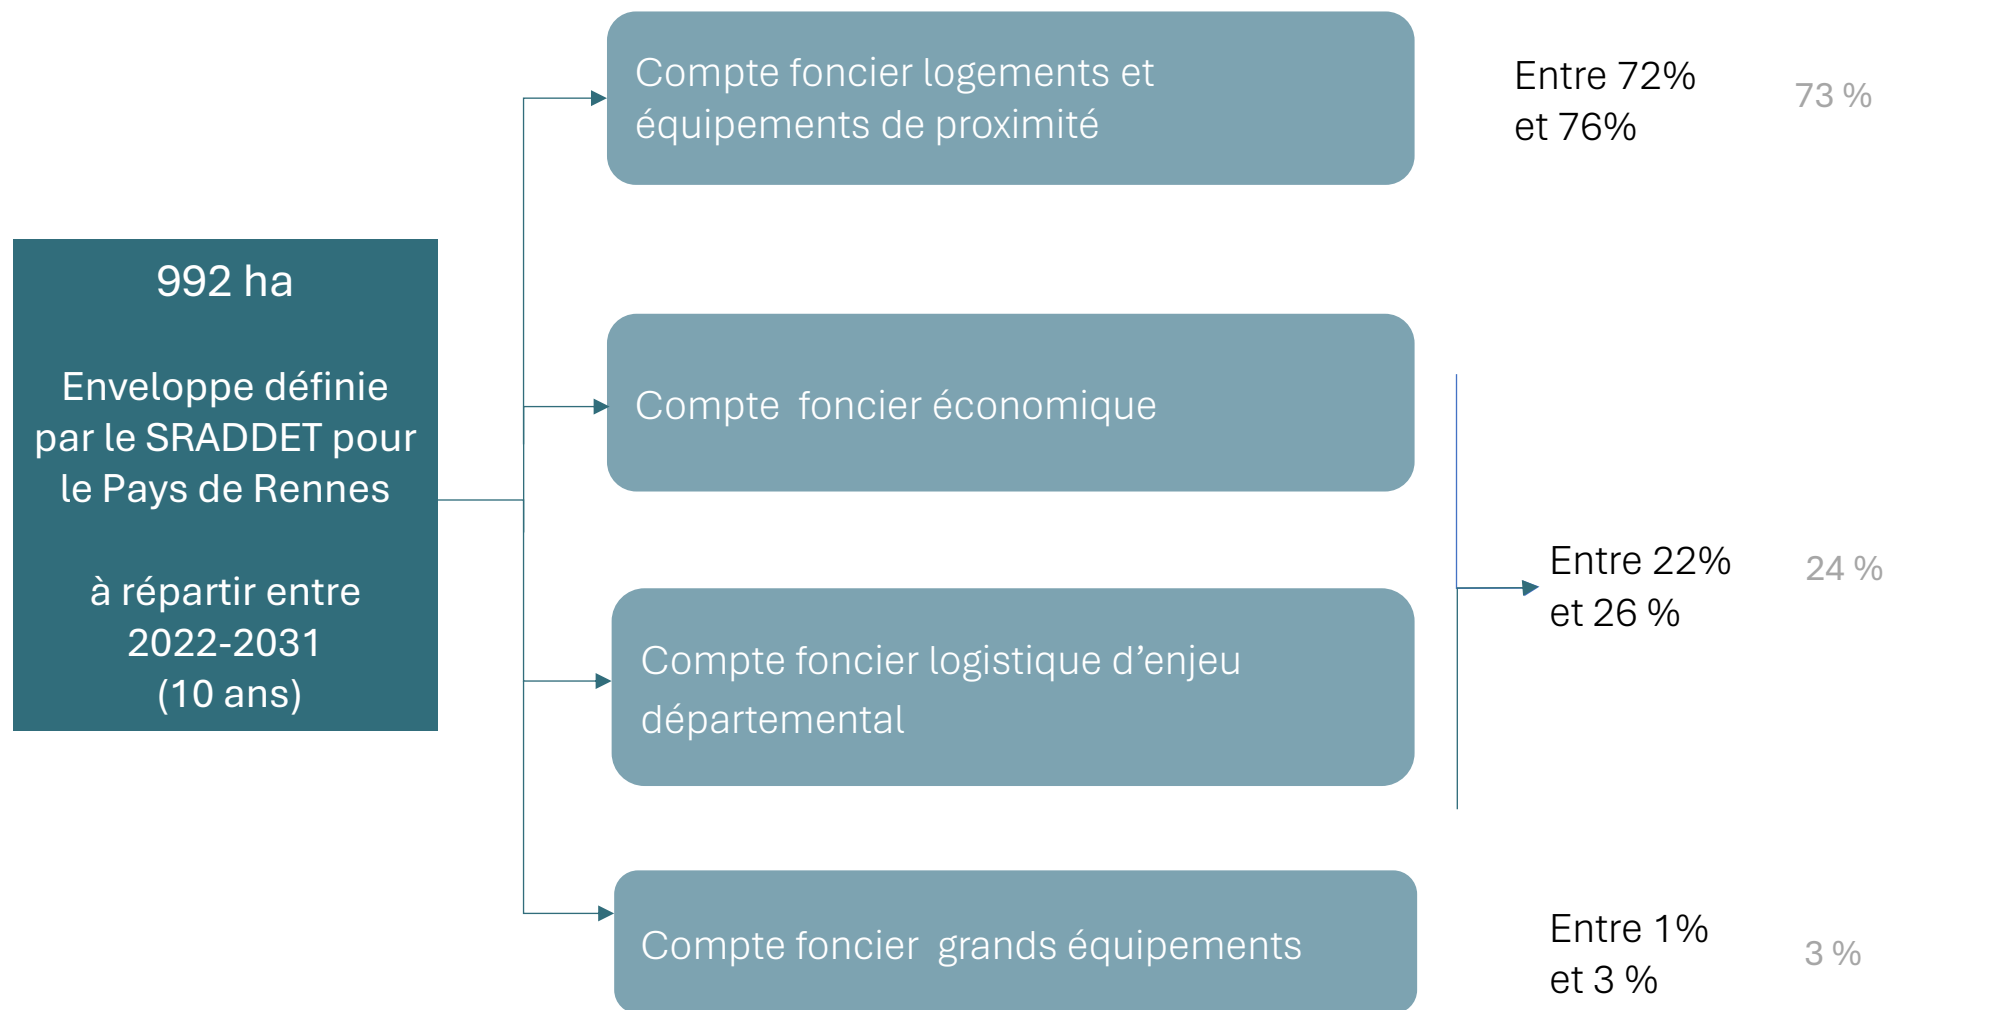 992 ha
Enveloppe définie
par le SRADDET pour
le Pays de Rennes
à répartir entre
2022-2031
(10 ans)
Compte foncier logements et
équipements de proximité
Entre 72%
et 76%
73 %
Compte  foncier économique
Compte foncier logistique d’enjeu
départemental
Entre 22%
et 26 %
24 %
Compte foncier  grands équipements
Entre 1%
et 3 %
3 %